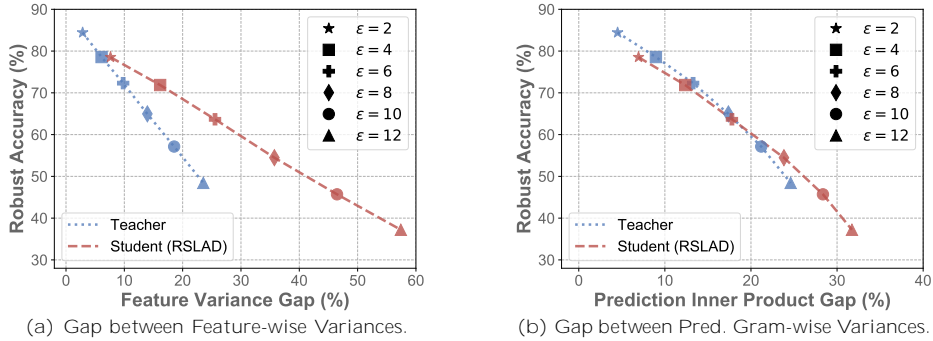 90
80
70
60
50
40
30
0
10
20
30
40
50
60
Robust Accuracy (%)
Feature Variance Gap (%)
ε = 2
ε = 4
ε = 6
ε = 8
ε = 10
ε = 12
Teacher
Student (RSLAD)
(a) Gap between Feature-wise Variances.
90
80
70
60
50
40
30
0
10
20
30
40
Robust Accuracy (%)
Prediction Inner Product Gap (%)
ε = 2
ε = 4
ε = 6
ε = 8
ε = 10
ε = 12
Teacher
Student (RSLAD)
(b) Gap between Pred. Gram-wise Variances.